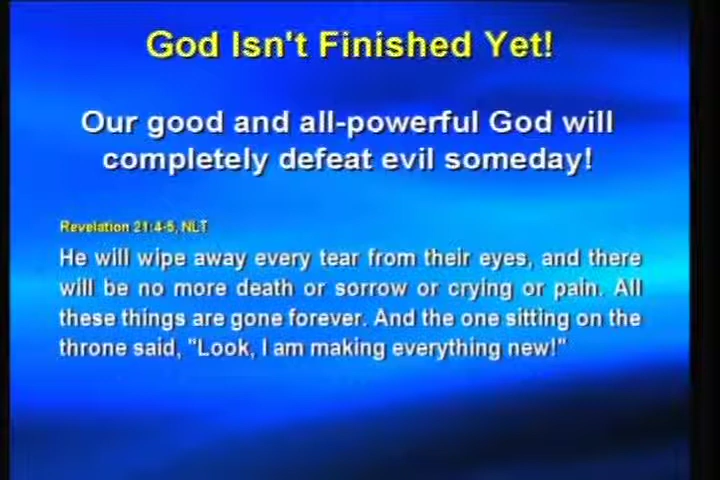 God Isn't Finished Yet!
Our good and all-powerful God will
completely defeat evil someday!
Revelation 21:4-5, NLT
He will wipe away every tear from their eyes, and there
will be no more death or sorrow or crying or pain. All
these things are gone forever. And the one sitting on the
throne said, "Look, I am making everything new!"